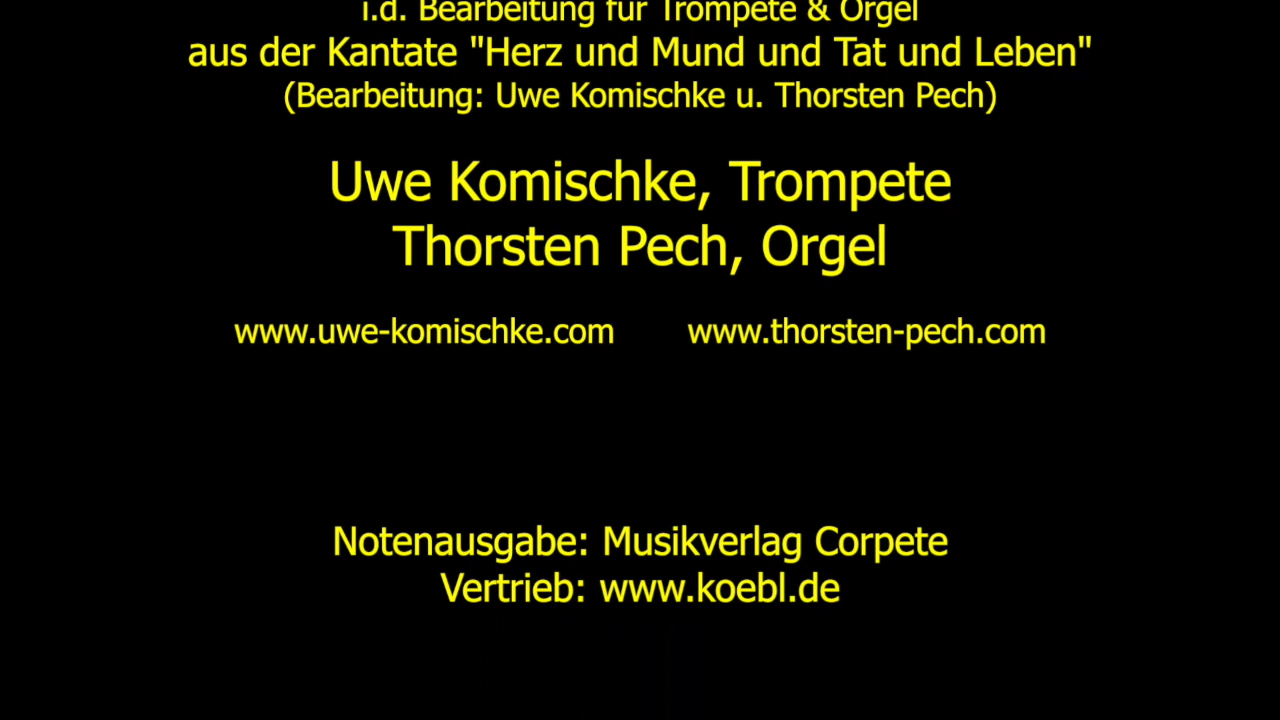 i.d. Bearbeitung für Trompete & Orgel
aus der Kantate "Herz und Mund und Tat und Leben"
(Bearbeitung: Uwe Komischke u. Thorsten Pech)
Uwe Komischke, Trompete
Thorsten Pech, Orgel
www.uwe-komischke.com www.thorsten-pech.com
Notenausgabe: Musikverlag Corpete
Vertrieb: www.koebl.de